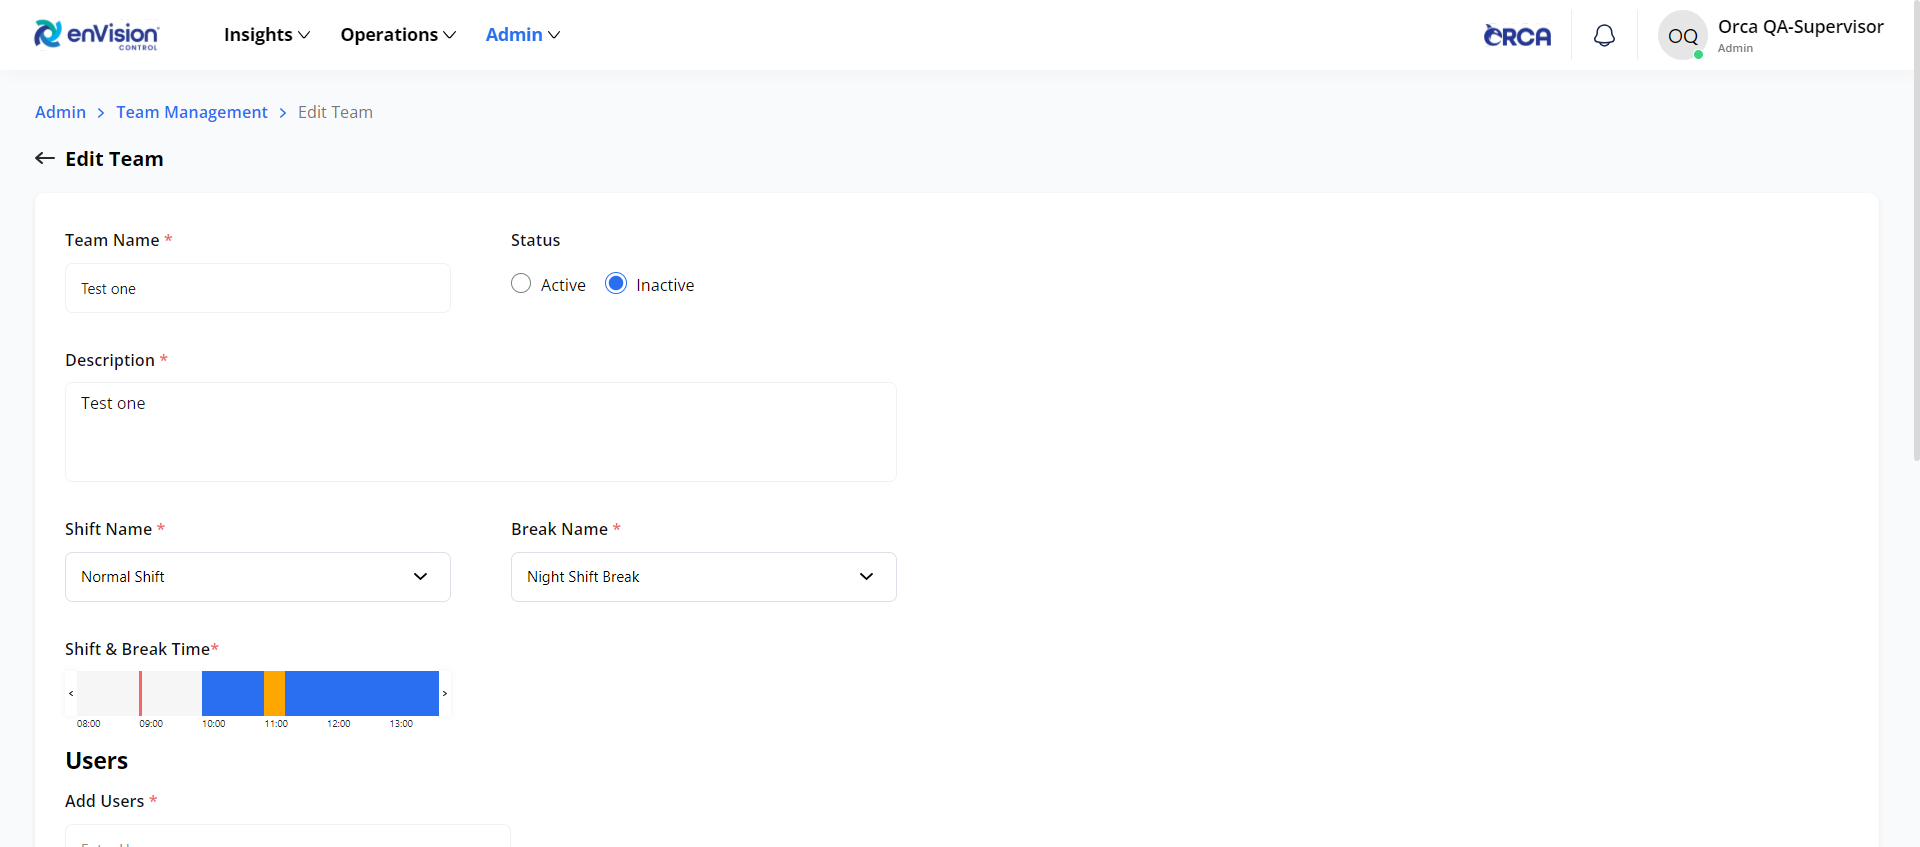 enVision
CONTROL
Insights
Operations
Admin
ORCA
OQ
Orca QA-Supervisor
Admin
Admin > Team Management > Edit Team
Edit Team
Team Name *
Status
Test one
Active
Inactive
Description *
Test one
Shift Name *
Break Name *
Normal Shift
Night Shift Break
Shift & Break Time*
< >
08:00 09:00 10:00 11:00 12:00 13:00
Users
Add Users *